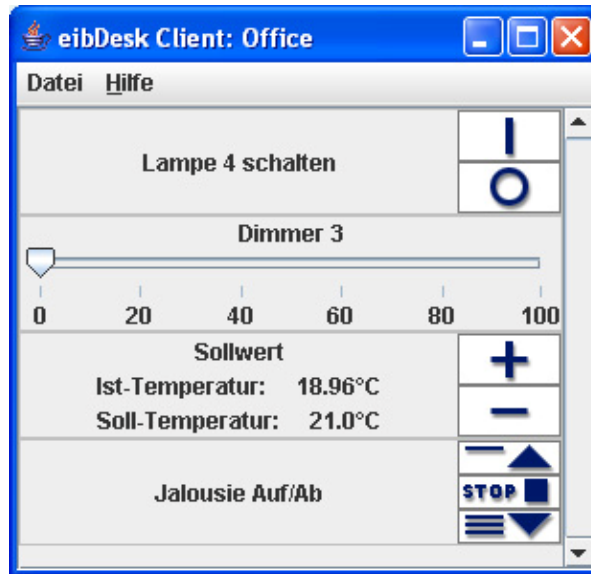 eibDesk Client: Office
Datei Hilfe
Lampe 4 schalten
Dimmer 3
0 20 40 60 80 100
Sollwert
Ist-Temperatur: 18.96°C
Soll-Temperatur: 21.0°C
Jalousie Auf/Ab
STOP